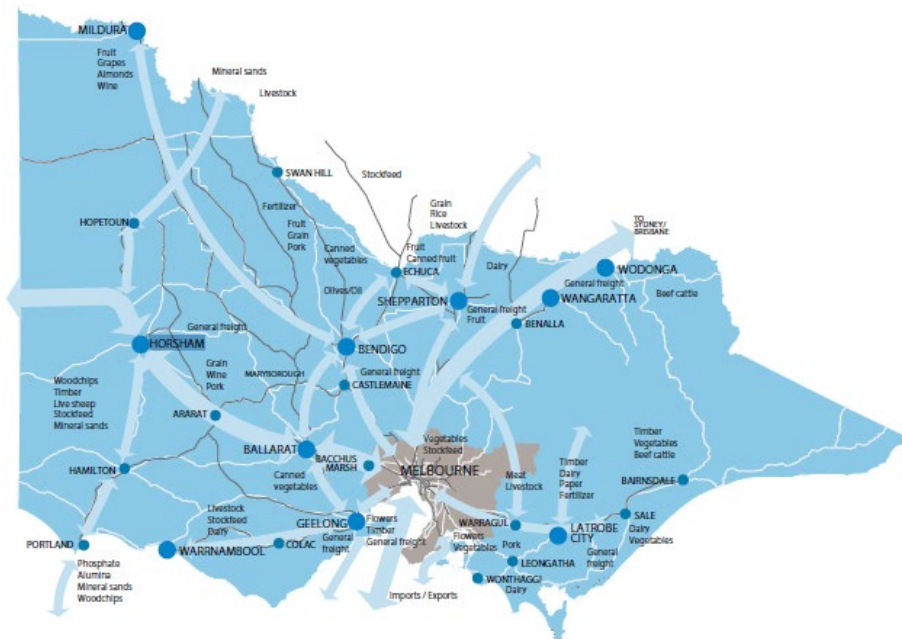 MILDURA
Fruit
Grapes
Almonds
Wine
Mineral sands
Livestock
SWAN HILL
Stockfeed
Fertilizer
Grain
Rice
Livestock
HOPETOUN
Fruit
Grain
Pork
Canned
vegetables
Fruit
Canned fruit
ECHUCA
Dairy
TO
SYDNEY/
BRISBANE
WODONGA
General freight
WANGARATTA
Beef cattle
Olives/Oil
SHEPPARTON
General freight
Fruit
BENALLA
General freight
HORSHAM
BENDIGO
Grain
Wine
Pork
MARYBOROUGH
General freight
CASTLEMAINE
Woodchips
Timber
Live sheep
Stockfeed
Mineral sands
ARARAT
BALLARAT
BACCHUS
MARSH
Vegetables
Stockfeed
MELBOURNE
Timber
Vegetables
Beef cattle
HAMILTON
Canned
vegetables
Meat
Livestock
Timber
Dairy
Paper
Fertilizer
BAIRNSDALE
Livestock
Stockfeed
Dairy
GEELONG
Flowers
Timber
General freight
General
freight
WARRAGUL
LATROBE
CITY
SALE
Dairy
Vegetables
PORTLAND
WARRNAMBOOL
COLAC
Flowers
Vegetables
Pork
LEONGATHA
General
freight
Phosphate
Alumina
Mineral sands
Woodchips
WONTHAGGI
Dairy
Imports / Exports